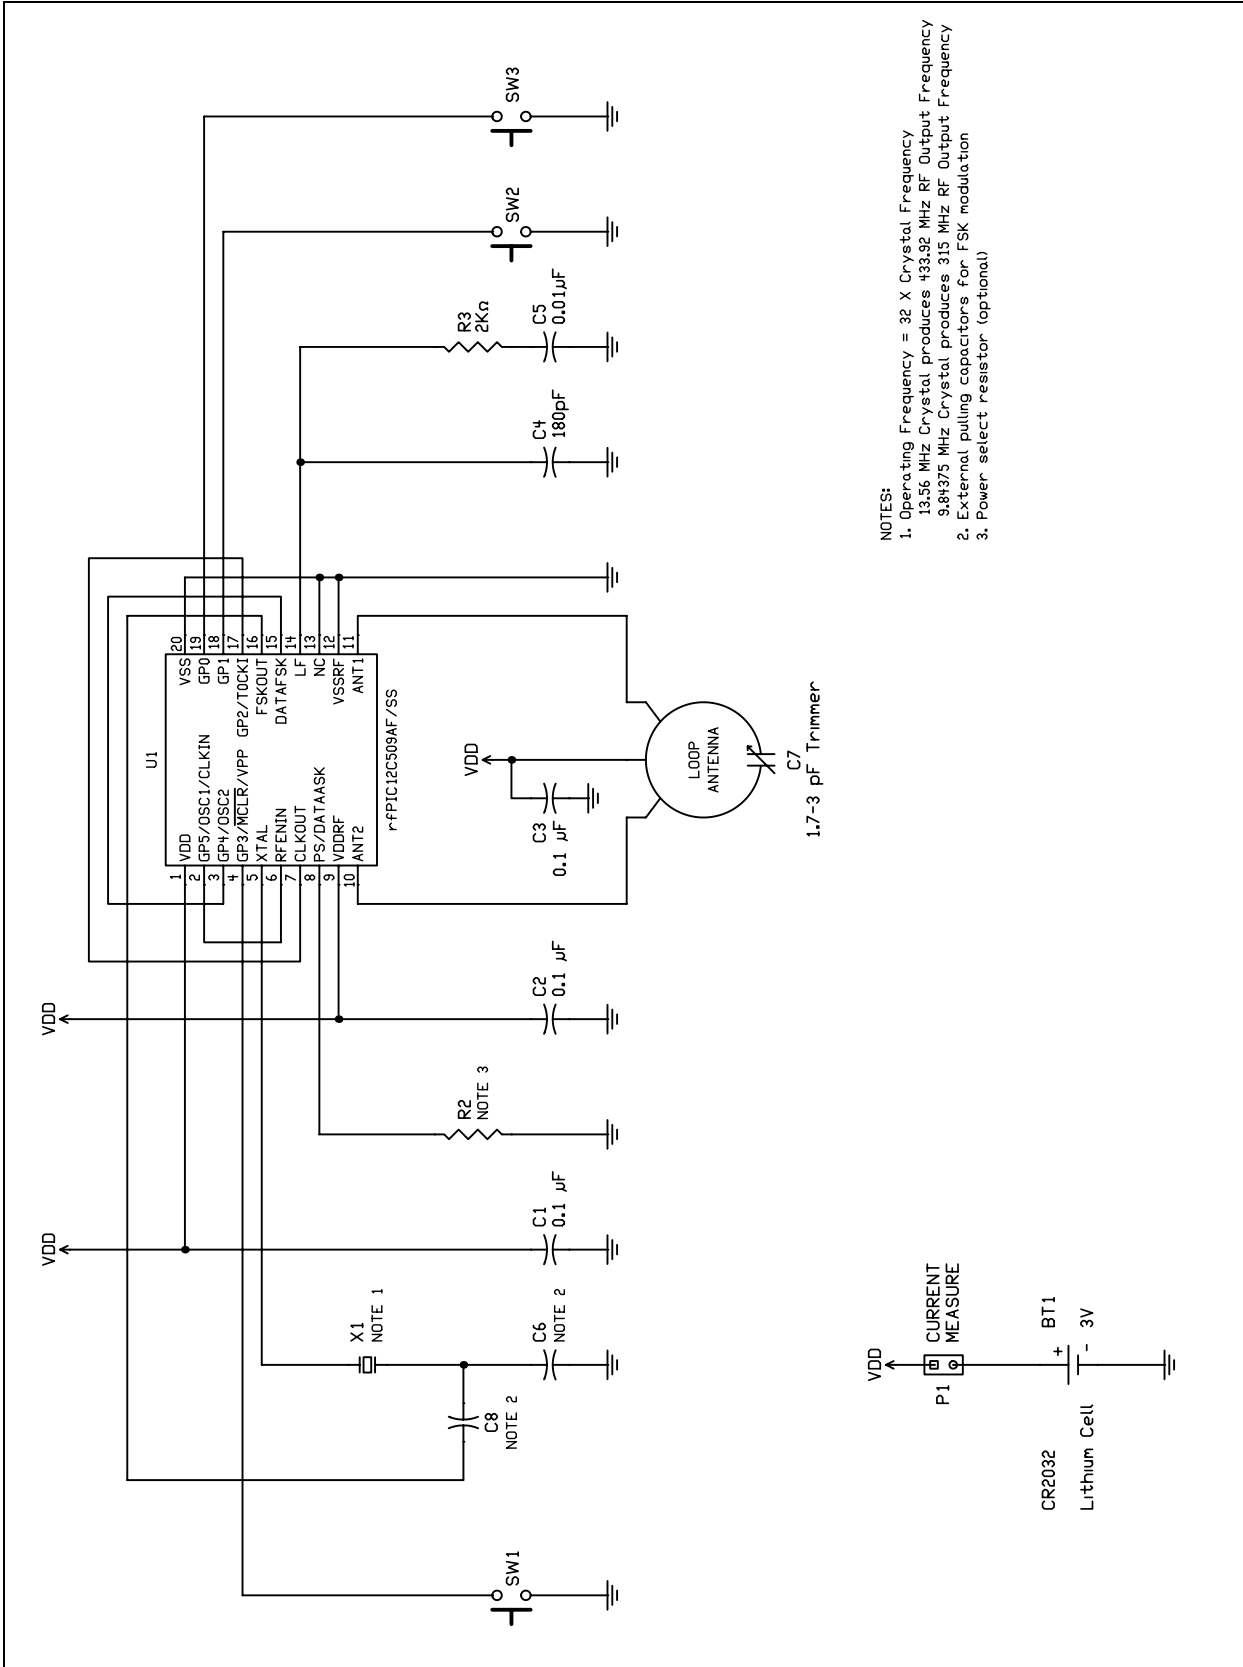 U1
VDD
GP5/OSC1/CLKIN
GP4/OSC2
GP3/MCLR/VPP
XTAL
RFENIN
CLKOUT
PS/DATAASK
VDDRF
ANT2
1
2
3
4
5
6
7
8
9
10
VSS
GP0
GP1
GP2/T0CKI
FSKOUT
DATAFSK
LF
NC
VSSRF
ANT1
20
19
18
17
16
15
14
13
12
11
rfPIC12C509AF/SS
VDD
VDD
SW1
X1
NOTE 1
C8
NOTE 2
C6
NOTE 2
C1
0.1 µF
R2
NOTE 3
C2
0.1 µF
VDD
C3
0.1 µF
LOOP
ANTENNA
C7
1.7-3 pF Trimmer
C4
180pF
R3
2KΩ
C5
0.01µF
SW2
SW3
VDD
P1
CURRENT
MEASURE
CR2032
Lithium Cell
+
BT1
-
3V
NOTES:
1. Operating Frequency = 32 X Crystal Frequency
13.56 MHz Crystal produces 433.92 MHz RF Output Frequency
9.84375 MHz Crystal produces 315 MHz RF Output Frequency
2. External pulling capacitors for FSK modulation
3. Power select resistor (optional)